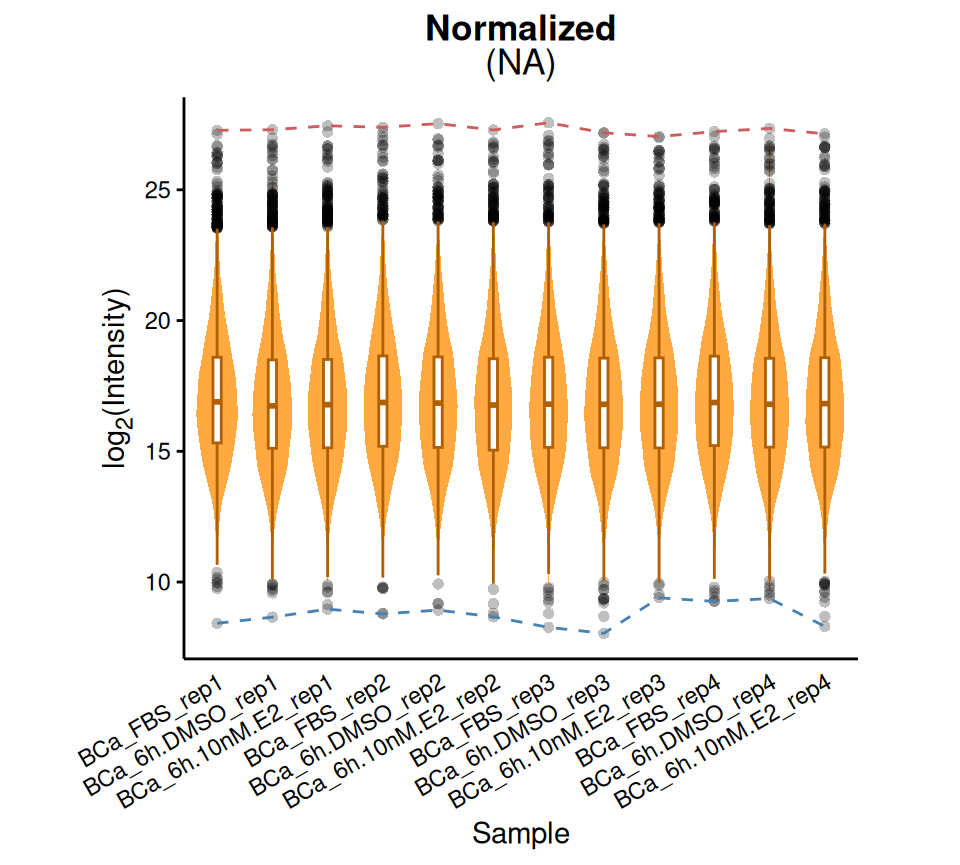 Normalized
(NA)
log2(Intensity)
25
20
15
10
BCa_FBS_rep1
BCa_6h.DMSO_rep1
BCa_6h.10nM.E2_rep1
BCa_FBS_rep2
BCa_6h.DMSO_rep2
BCa_6h.10nM.E2_rep2
BCa_FBS_rep3
BCa_6h.DMSO_rep3
BCa_6h.10nM.E2_rep3
BCa_FBS_rep4
BCa_6h.DMSO_rep4
BCa_6h.10nM.E2_rep4
Sample